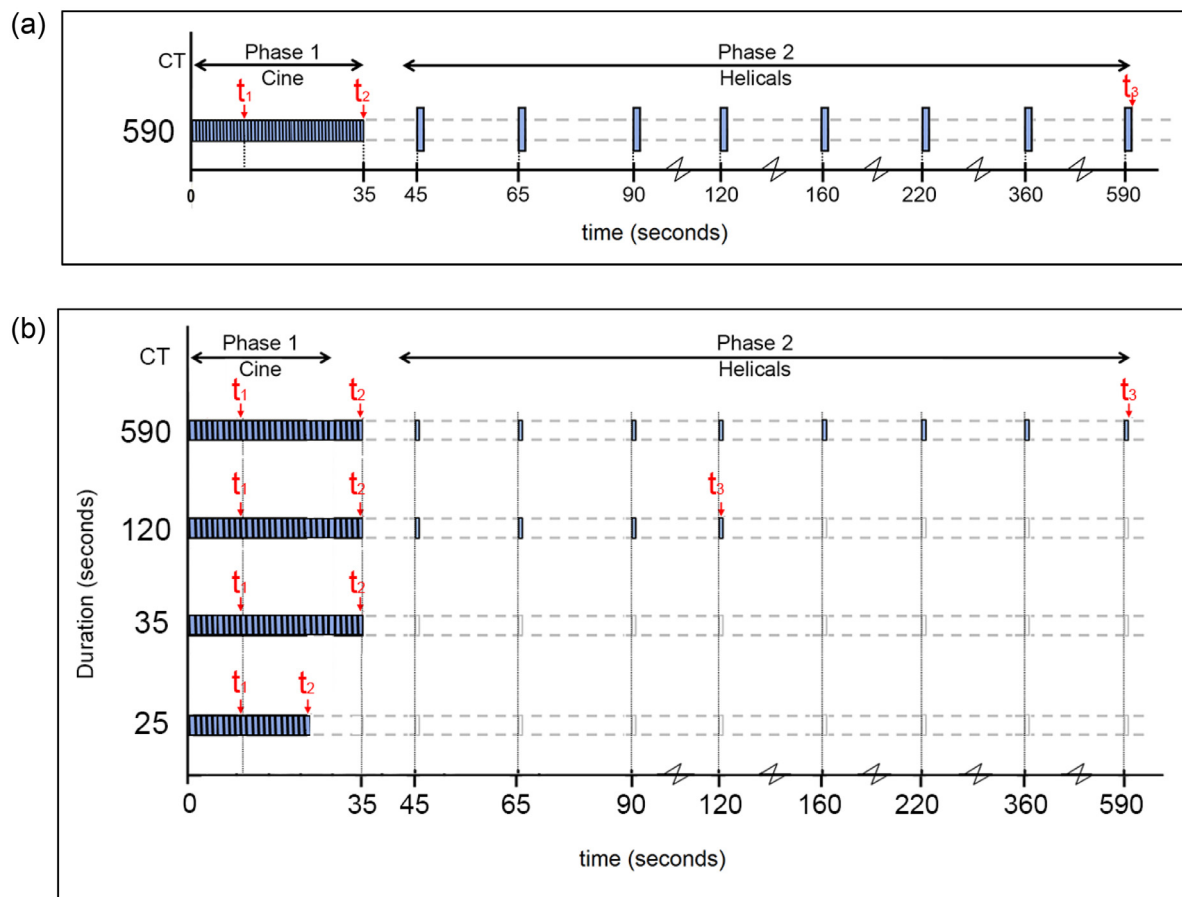 (a)
CT
Phase 1
Cine
Phase 2
Helicals
t1
t2
t3
590
0
35
45
65
90
120
160
220
360
590
time (seconds)
(b)
CT
Phase 1
Cine
Phase 2
Helicals
Duration (seconds)
t1
t2
t3
590
t1
t2
t3
120
t1
t2
35
t1
t2
25
0
35
45
65
90
120
160
220
360
590
time (seconds)